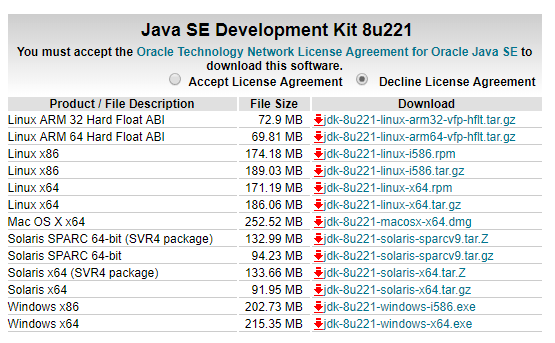 Java SE Development Kit 8u221
You must accept the Oracle Technology Network License Agreement for Oracle Java SE to
download this software.
Accept License Agreement Decline License Agreement
Product / File Description File Size Download
Linux ARM 32 Hard Float ABI 72.9 MB jdk-8u221-linux-arm32-vfp-hflt.tar.gz
Linux ARM 64 Hard Float ABI 69.81 MB jdk-8u221-linux-arm64-vfp-hflt.tar.gz
Linux x86 174.18 MB jdk-8u221-linux-i586.rpm
Linux x86 189.03 MB jdk-8u221-linux-i586.tar.gz
Linux x64 171.19 MB jdk-8u221-linux-x64.rpm
Linux x64 186.06 MB jdk-8u221-linux-x64.tar.gz
Mac OS X x64 252.52 MB jdk-8u221-macosx-x64.dmg
Solaris SPARC 64-bit (SVR4 package) 132.99 MB jdk-8u221-solaris-sparcv9.tar.Z
Solaris SPARC 64-bit 94.23 MB jdk-8u221-solaris-sparcv9.tar.gz
Solaris x64 (SVR4 package) 133.66 MB jdk-8u221-solaris-x64.tar.Z
Solaris x64 91.95 MB jdk-8u221-solaris-x64.tar.gz
Windows x86 202.73 MB jdk-8u221-windows-i586.exe
Windows x64 215.35 MB jdk-8u221-windows-x64.exe